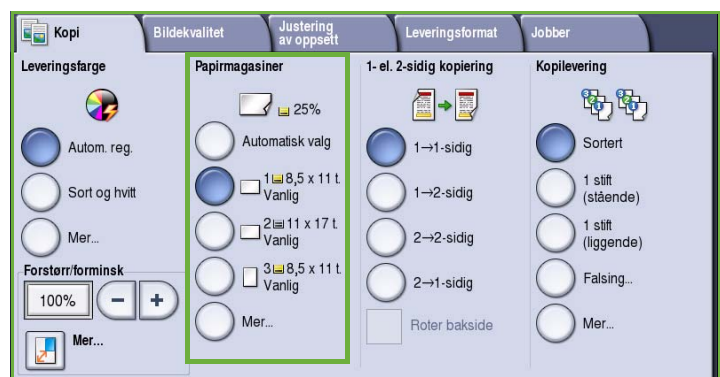 Kopi
Bildekvalitet
Justering
av oppsett
Leveringsformat
Jobber
Leveringsfarge
Autom. reg.
Sort og hvitt
Mer...
Forstørr/forminsk
100%
Mer...
Papirmagasiner
25%
Automatisk valg
1 8,5 x 11 t.
Vanlig
2 11 x 17 t.
Vanlig
3 8,5 x 11 t.
Vanlig
Mer...
1- el. 2-sidig kopiering
1→1-sidig
1→2-sidig
2→2-sidig
2→1-sidig
Roter bakside
Kopilevering
Sortert
1 stift
(stående)
1 stift
(liggende)
Falsing...
Mer...